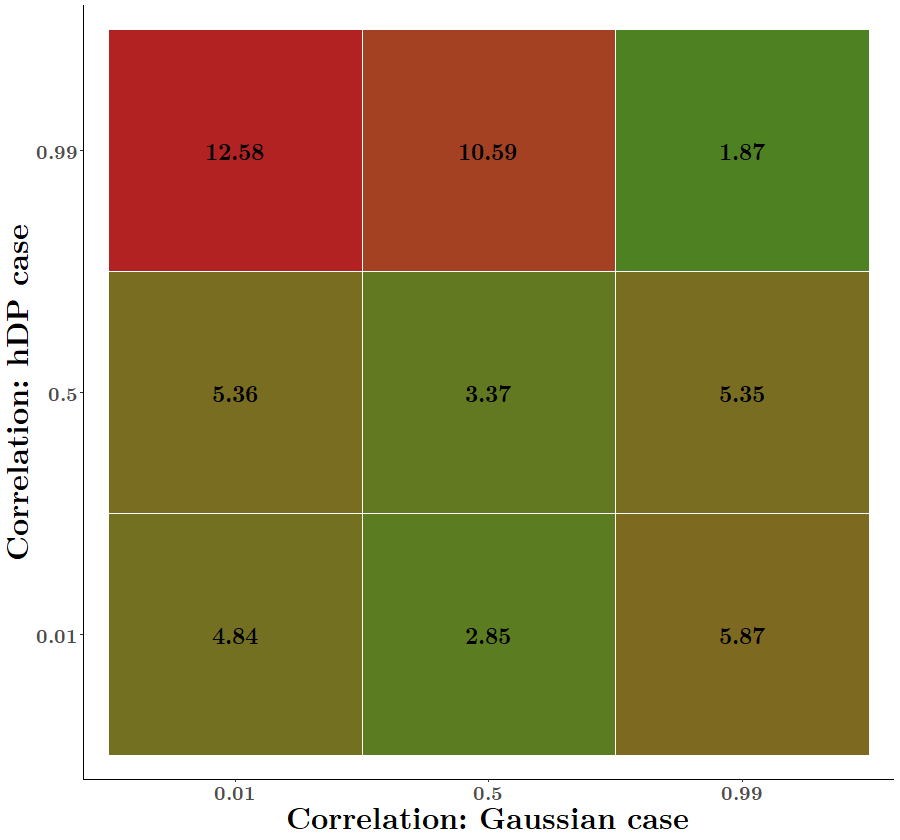 Correlation: hDP case
0.99
12.58 10.59 1.87
0.5
5.36 3.37 5.35
0.01
4.84 2.85 5.87
0.01 0.5 0.99
Correlation: Gaussian case